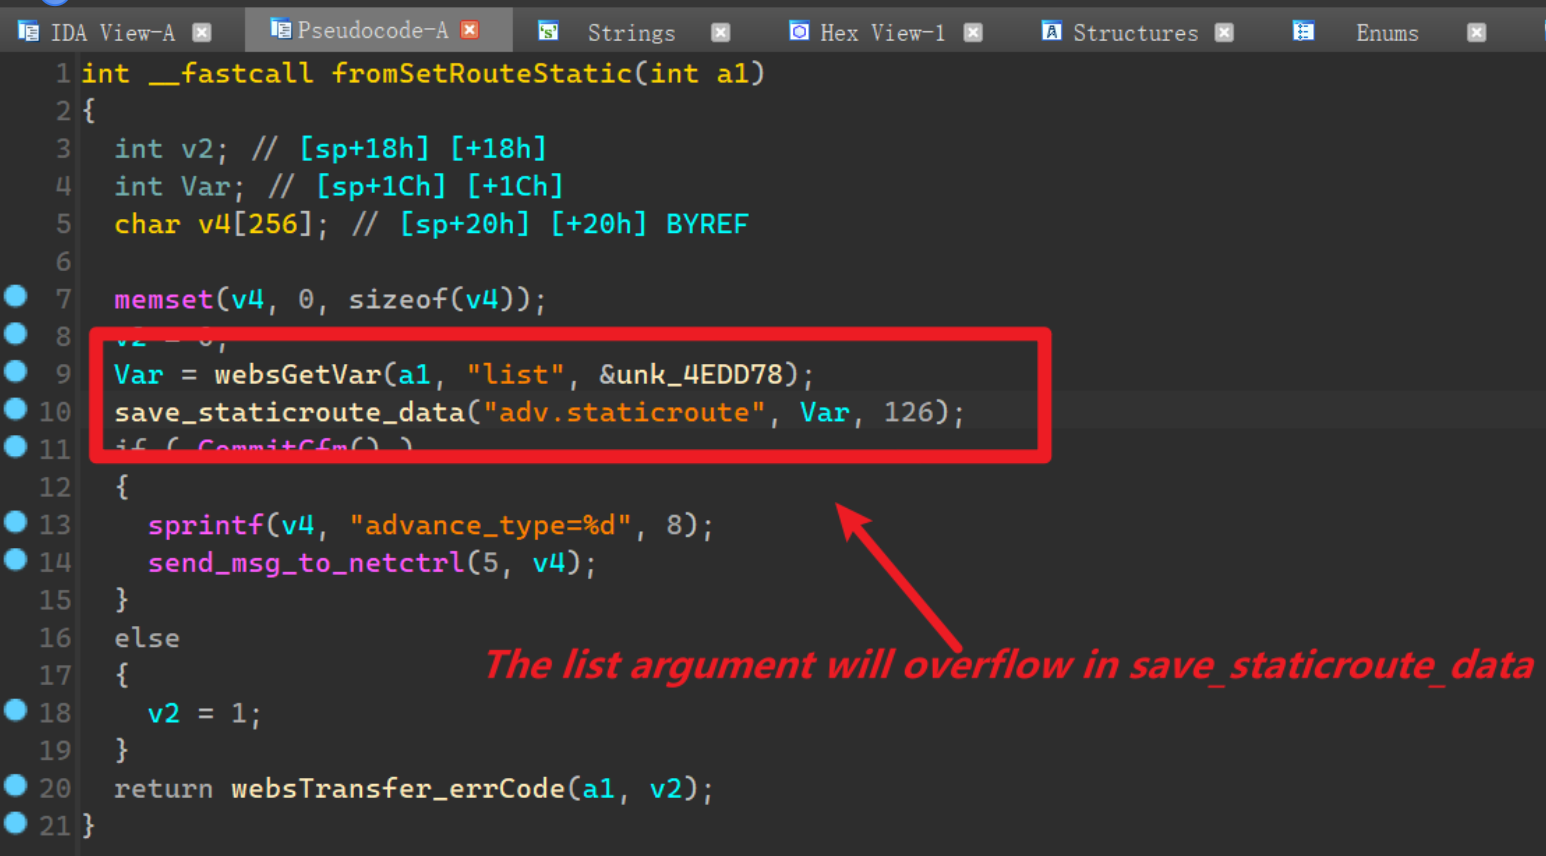 IDA View-A Pseudocode-A Strings Hex View-1 Structures Enums
1 int __fastcall fromSetRouteStatic(int a1)
2 {
3 int v2; // [sp+18h] [+18h]
4 int Var; // [sp+1Ch] [+1Ch]
5 char v4[256]; // [sp+20h] [+20h] BYREF
6
7 memset(v4, 0, sizeof(v4));
8 v2 = 0;
9 Var = websGetVar(a1, "list", &unk_4EDD78);
10 save_staticroute_data("adv.staticroute", Var, 126);
11 if ( CommitCfm() )
12 {
13 sprintf(v4, "advance_type=%d", 8);
14 send_msg_to_netctrl(5, v4);
15 }
16 else
The list argument will overflow in save_staticroute_data
17 {
18 v2 = 1;
19 }
20 return websTransfer_errCode(a1, v2);
21 }